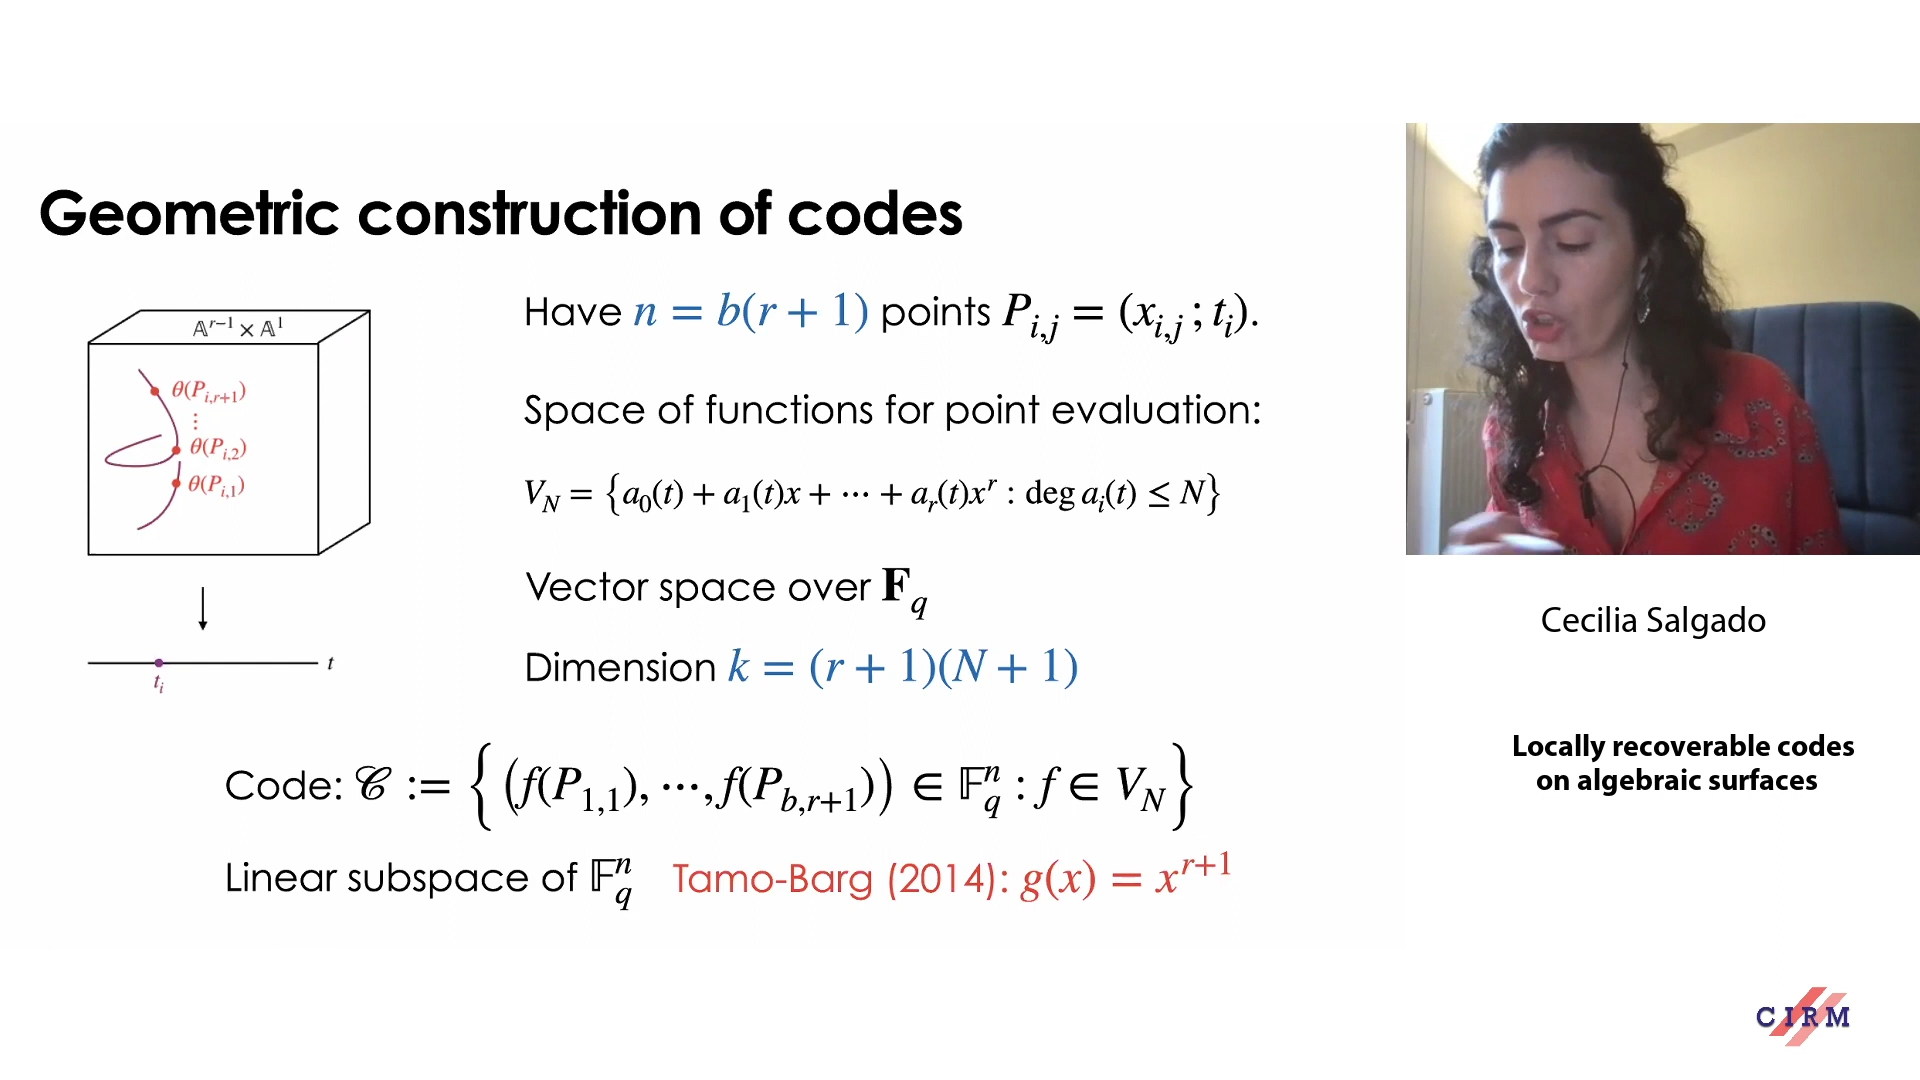 Geometric construction of codes
𝔸^{r−1} × 𝔸^1
θ(P_{i,r+1})
⋮
θ(P_{i,2})
θ(P_{i,1})
t
t_i
Have n = b(r + 1) points P_{i,j} = (x_{i,j} ; t_i).
Space of functions for point evaluation:
V_N = {a_0(t) + a_1(t)x + ⋯ + a_r(t)x^r : deg a_i(t) ≤ N}
Vector space over 𝐅_q
Dimension k = (r + 1)(N + 1)
Code: 𝒞 := {(f(P_{1,1}), ⋯, f(P_{b,r+1})) ∈ 𝔽_q^n : f ∈ V_N}
Linear subspace of 𝔽_q^n Tamo-Barg (2014): g(x) = x^{r+1}
Cecilia Salgado
Locally recoverable codes
on algebraic surfaces
CIRM